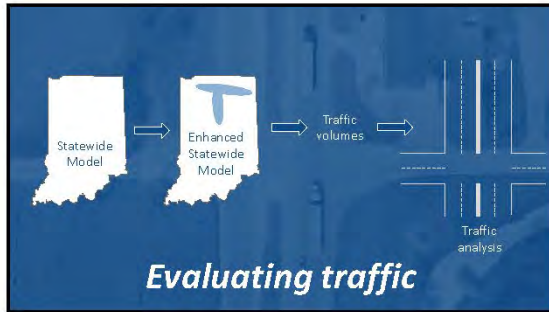 Statewide
Model
Enhanced
Statewide
Model
Traffic
volumes
Traffic
analysis
Evaluating traffic